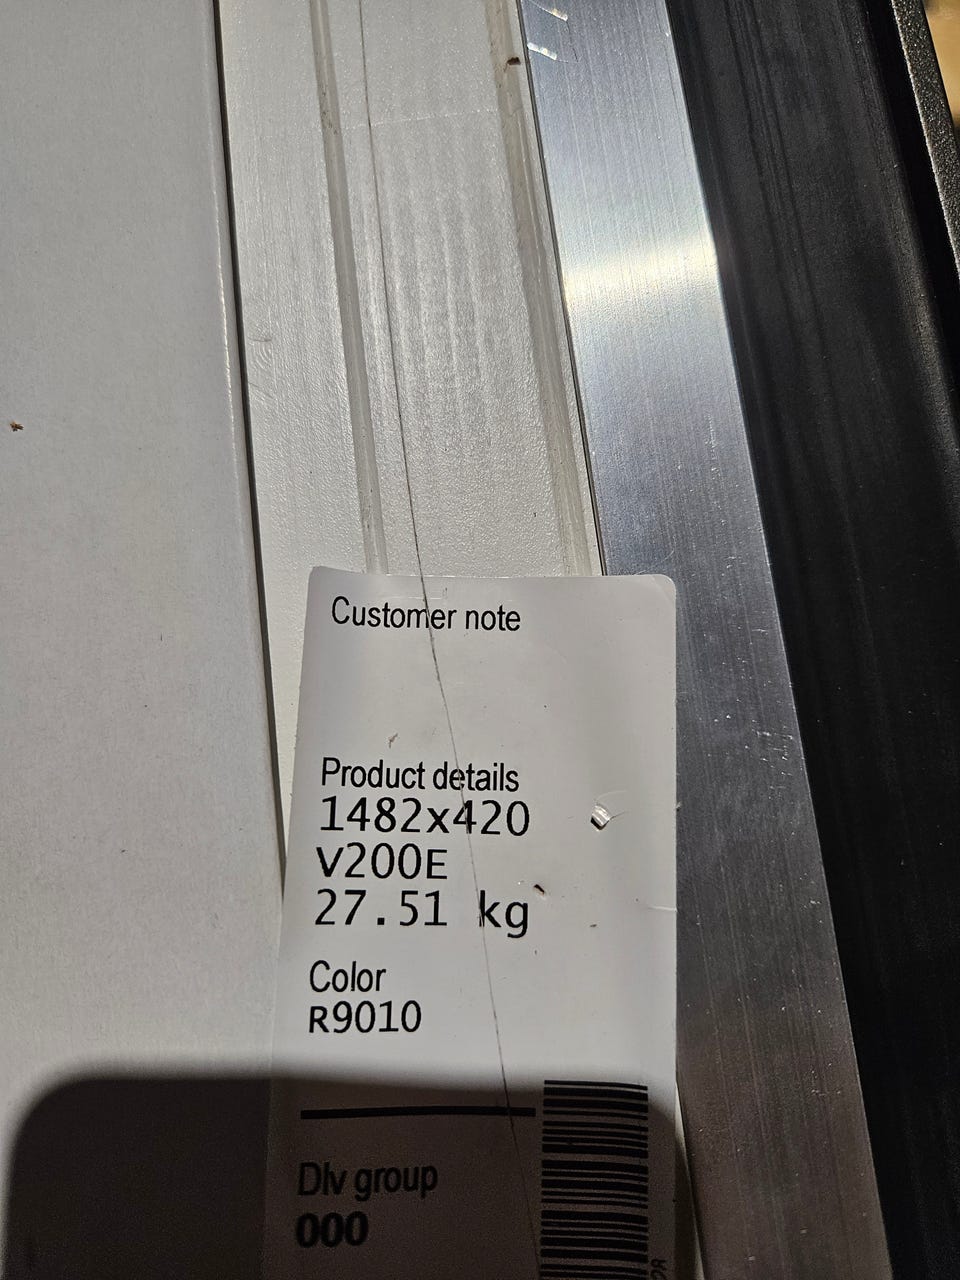 Customer note
Product details
1482x420
V200E
27.51 kg
Color
R9010
Dlv group
000